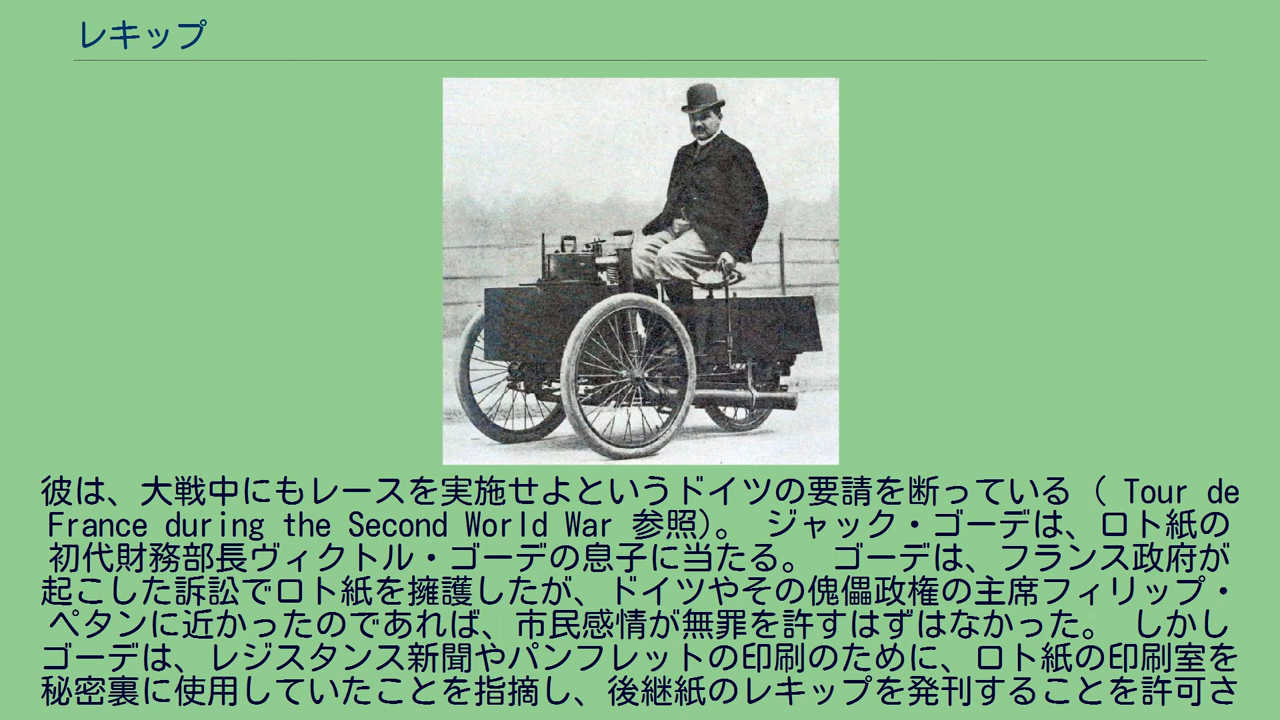 レキップ
彼は、大戦中にもレースを実施せよというドイツの要請を断っている（ Tour de
France during the Second World War 参照）。 ジャック・ゴーデは、ロト紙の
初代財務部長ヴィクトル・ゴーデの息子に当たる。 ゴーデは、フランス政府が
起こした訴訟でロト紙を擁護したが、ドイツやその傀儡政権の主席フィリップ・
ペタンに近かったのであれば、市民感情が無罪を許すはずはなかった。 しかし
ゴーデは、レジスタンス新聞やパンフレットの印刷のために、ロト紙の印刷室を
秘密裏に使用していたことを指摘し、後継紙のレキップを発刊することを許可さ